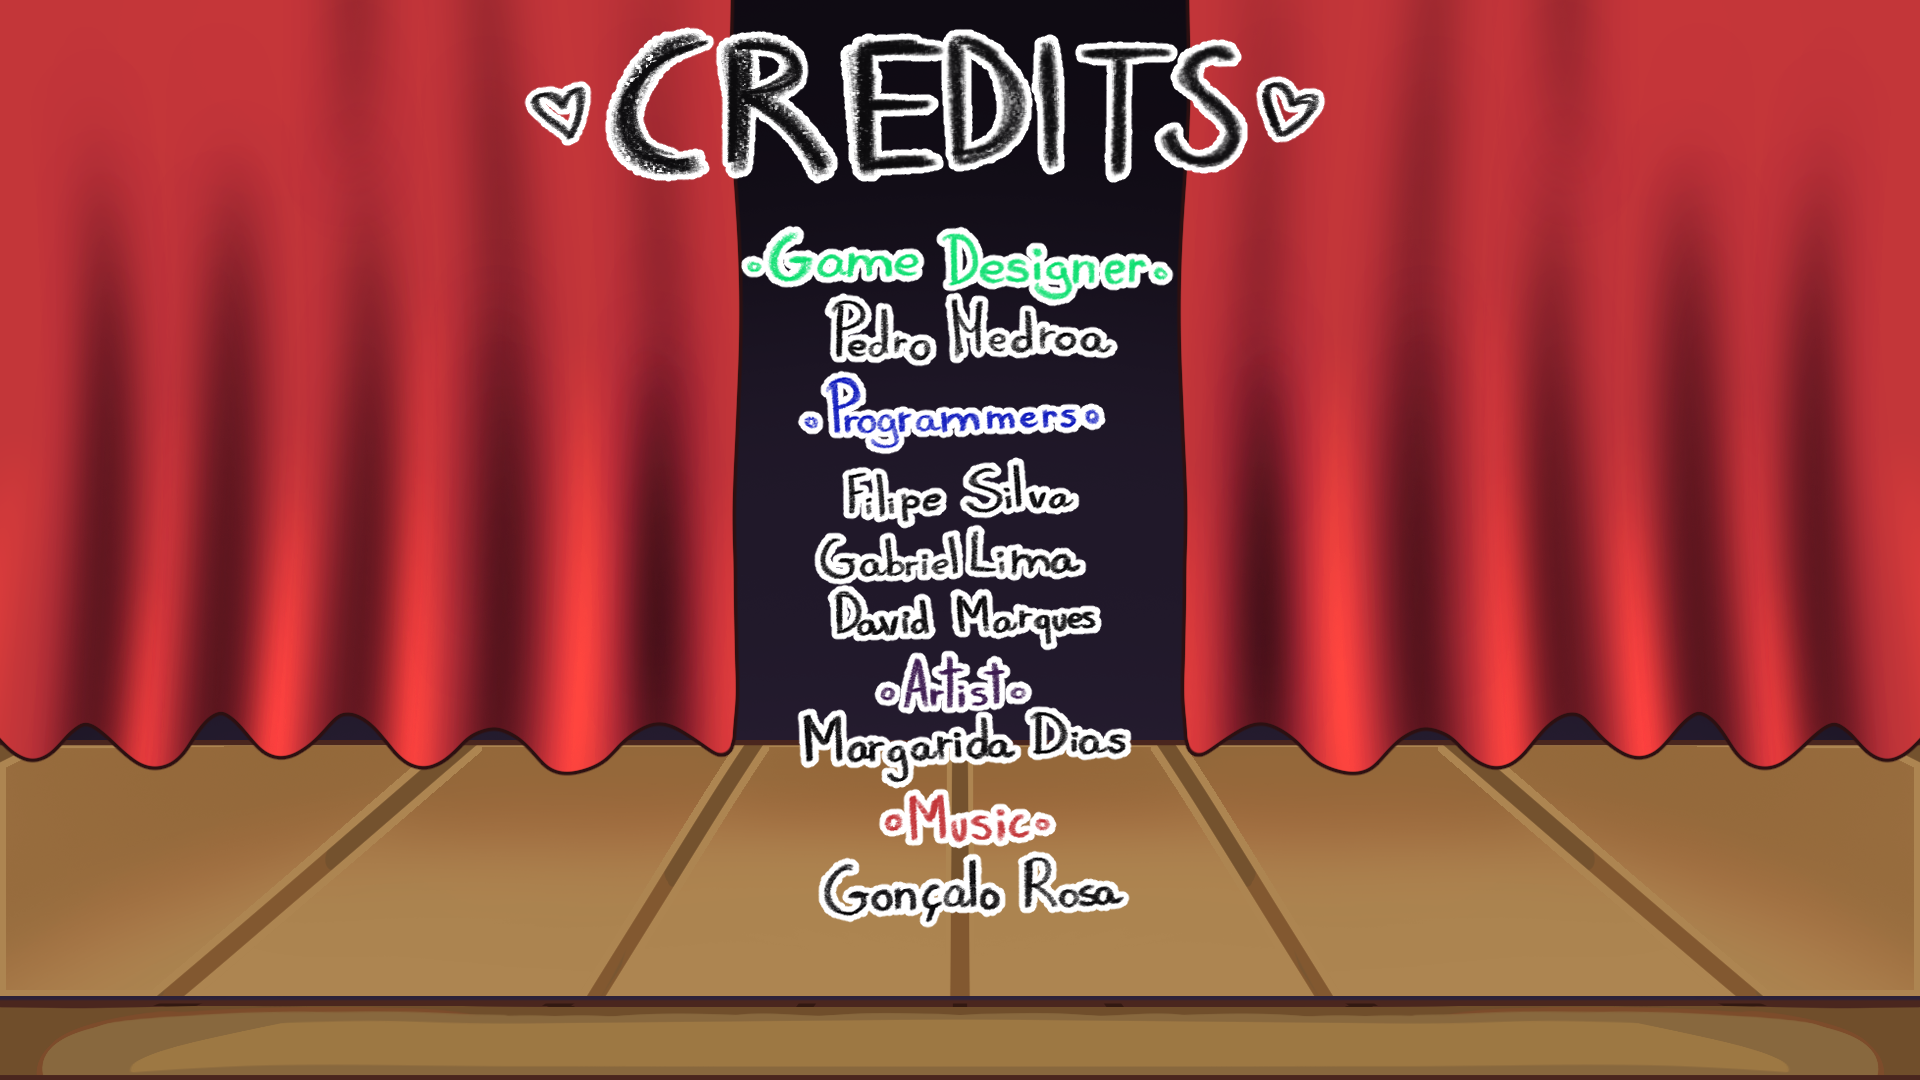 CREDITS
Game Designer
Pedro Medroa
Programmers
Filipe Silva
Gabriel Lima
David Marques
Artist
Margarida Dias
Music
Gonçalo Rosa